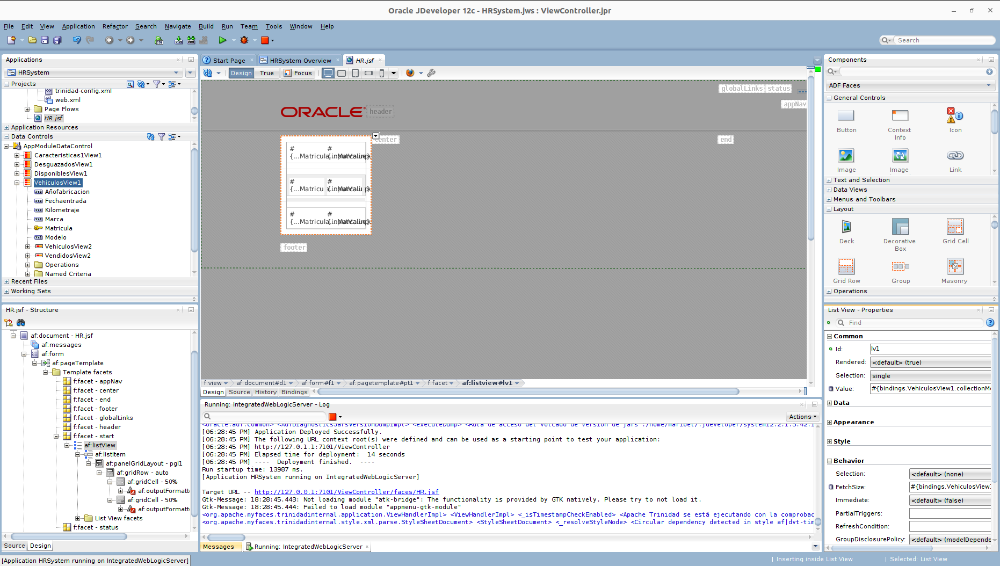 Oracle JDeveloper 12c - HRSystem.jws : ViewController.jpr
File Edit View Application Refactor Search Navigate Build Run Team Tools Window Help
Search
Applications
HRSystem
Projects
trinidad-config.xml
web.xml
Page Flows
HR.jsf
Application Resources
Data Controls
AppModuleDataControl
Caracteristicas1View1
DesguazadosView1
DisponiblesView1
VehiculosView1
Añofabricacion
Fechaentrada
Kilometraje
Marca
Matricula
Modelo
VehiculosView2
VendidosView2
Operations
Named Criteria
Recent Files
Working Sets
HR.jsf - Structure
af:document - HR.jsf
af:messages
af:form
af:pageTemplate
Template facets
f:facet - appNav
f:facet - center
f:facet - end
f:facet - footer
f:facet - globalLinks
f:facet - header
f:facet - start
af:listView
af:listItem
af:panelGridLayout - pgl1
af:gridRow - auto
af:gridCell - 50%
af:outputFormatte
af:gridCell - 50%
af:outputFormatte
List View facets
f:facet - status
Source Design
[Application HRSystem running on IntegratedWebLogicServer]
Start Page HRSystem Overview HR.jsf
Design True Focus
globalLinks status
appNav
ORACLE header
center end
# #
{...Matricula
# #
{...Matricu
# #
{...Matricula
footer
f:view af:document#d1 af:form#f1 af:pagetemplate#pt1 f:facet af:listview#lv1
Design Source History Bindings
Running: IntegratedWebLogicServer - Log
Actions
<oracle.adf.common> <AdfDiagnosticsJarsVersionDumpImpl> <executeDump> <Ruta de acceso del volcado de versión de jars :/home/maribel/.jdeveloper/system12.2.1.3.42.1
[06:28:45 PM] Application Deployed Successfully.
[06:28:45 PM] The following URL context root(s) were defined and can be used as a starting point to test your application:
[06:28:45 PM] http://127.0.1.1:7101/ViewController
[06:28:45 PM] Elapsed time for deployment:  14 seconds
[06:28:45 PM] ----  Deployment finished.  ----
Run startup time: 13987 ms.
[Application HRSystem running on IntegratedWebLogicServer]
Target URL -- http://127.0.0.1:7101/ViewController/faces/HR.jsf
Gtk-Message: 18:28:45.443: Not loading module "atk-bridge": The functionality is provided by GTK natively. Please try to not load it.
Gtk-Message: 18:28:45.444: Failed to load module "appmenu-gtk-module"
<org.apache.myfaces.trinidadinternal.application.ViewHandlerImpl> <ViewHandlerImpl> <_isTimestampCheckEnabled> <Apache Trinidad se está ejecutando con la comproba
<org.apache.myfaces.trinidadinternal.style.xml.parse.StyleSheetDocument> <StyleSheetDocument> <_resolveStyleNode> <Circular dependency detected in style af|dvt-tim
Messages Running: IntegratedWebLogicServer
Components
ADF Faces
General Controls
Button Context Info Icon
Image Image Link
Text and Selection
Data Views
Menus and Toolbars
Layout
Deck Decorative Box Grid Cell
Grid Row Group Masonry
Operations
List View - Properties
Find
Common
Id: lv1
Rendered: <default> (true)
Selection: single
Value: #{bindings.VehiculosView1.collectionMo
Data
Appearance
Style
Behavior
Selection: <default> (none)
FetchSize: #{bindings.VehiculosView1
Immediate: <default> (false)
PartialTriggers:
RefreshCondition:
GroupDisclosurePolicy: <default> (modelDepende
Inserting inside List View Selected: List View